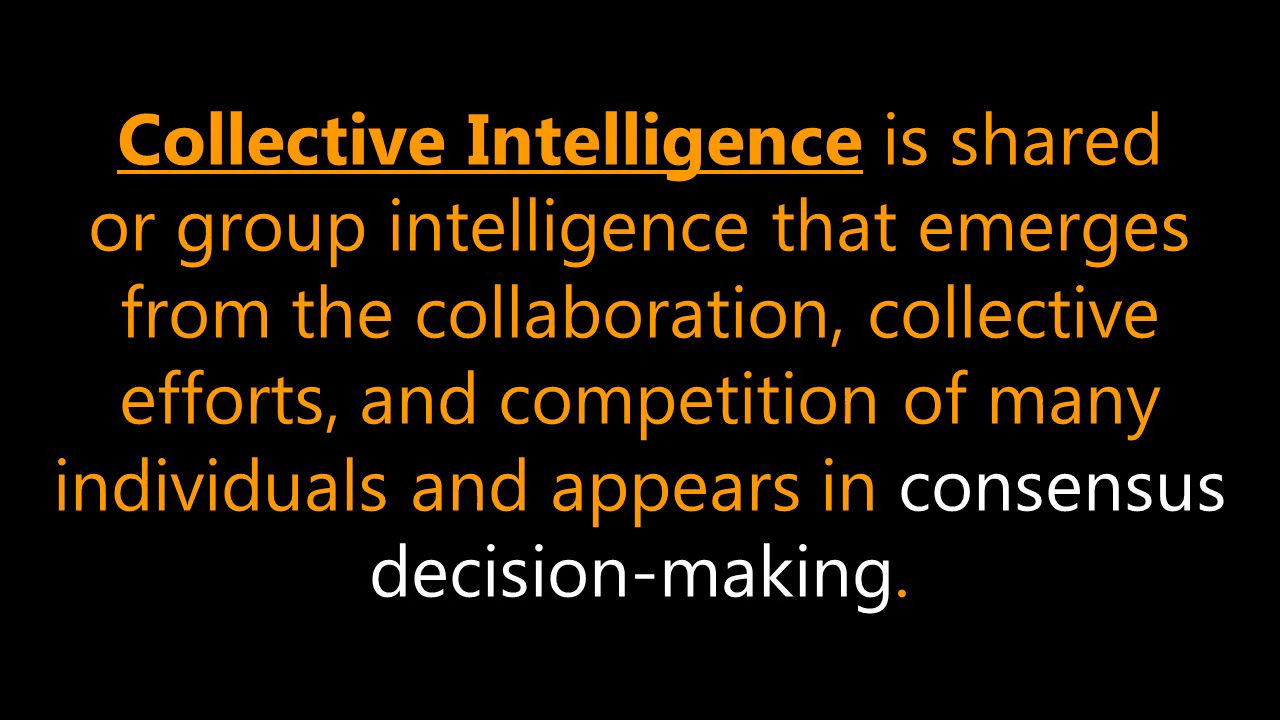 Collective Intelligence is shared
or group intelligence that emerges
from the collaboration, collective
efforts, and competition of many
individuals and appears in consensus
decision-making.